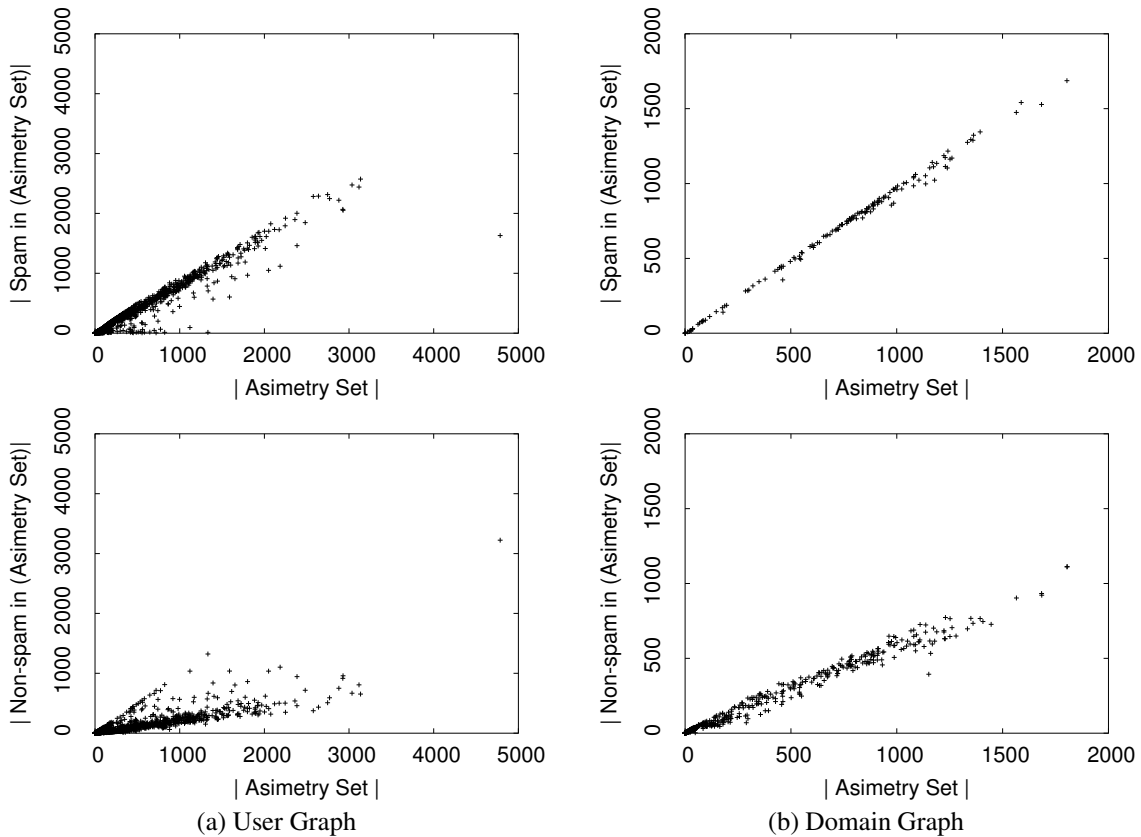 | Spam in (Asimetry Set)|
5000
4000
3000
2000
1000
0
0 1000 2000 3000 4000 5000
| Asimetry Set |
| Spam in (Asimetry Set)|
2000
1500
1000
500
0
0 500 1000 1500 2000
| Asimetry Set |
| Non-spam in (Asimetry Set)|
5000
4000
3000
2000
1000
0
0 1000 2000 3000 4000 5000
| Asimetry Set |
(a) User Graph
| Non-spam in (Asimetry Set)|
2000
1500
1000
500
0
0 500 1000 1500 2000
| Asimetry Set |
(b) Domain Graph